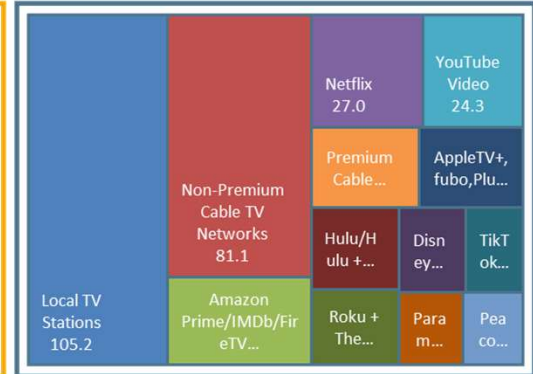 Local TV
Stations
105.2
Non-Premium
Cable TV
Networks
81.1
Amazon
Prime/IMDb/Fir
eTV...
Netflix
27.0
YouTube
Video
24.3
Premium
Cable...
AppleTV+,
fubo,Plu...
Hulu/H
ulu +...
Disn
ey...
TikT
ok...
Roku +
The...
Para
m...
Pea
co...